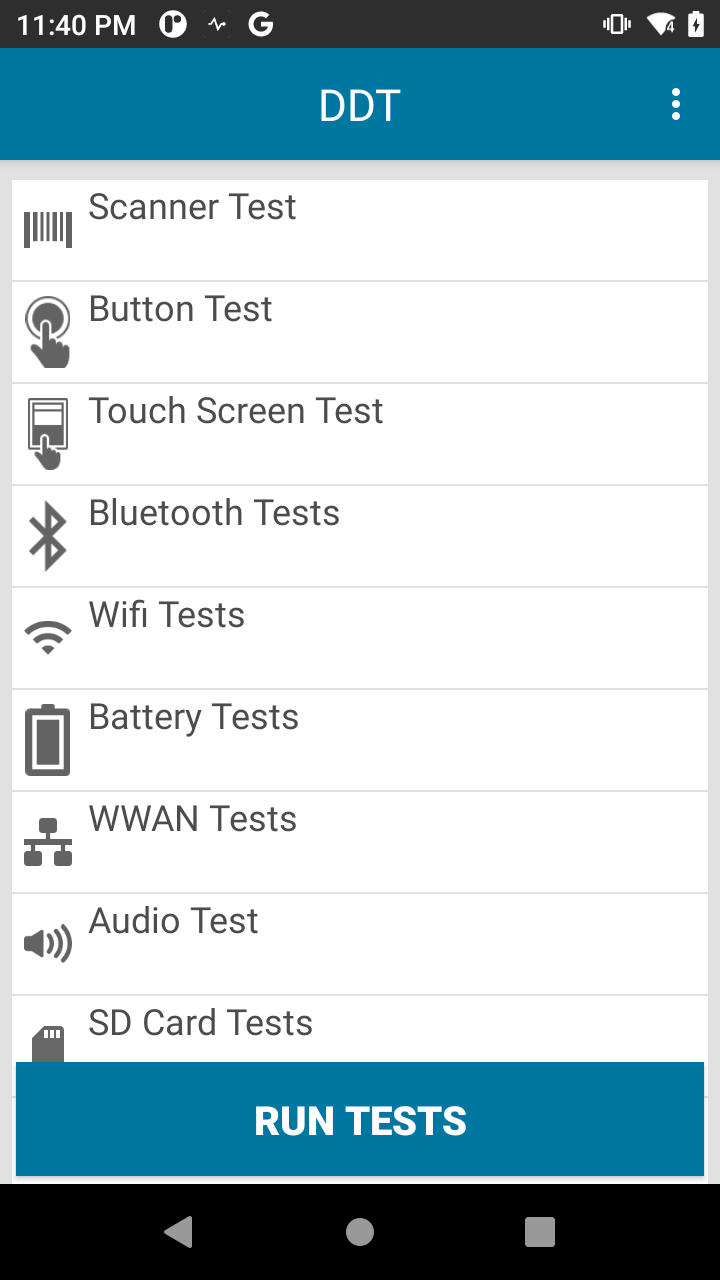 11:40 PM
DDT
Scanner Test
Button Test
Touch Screen Test
Bluetooth Tests
Wifi Tests
Battery Tests
WWAN Tests
Audio Test
SD Card Tests
RUN TESTS